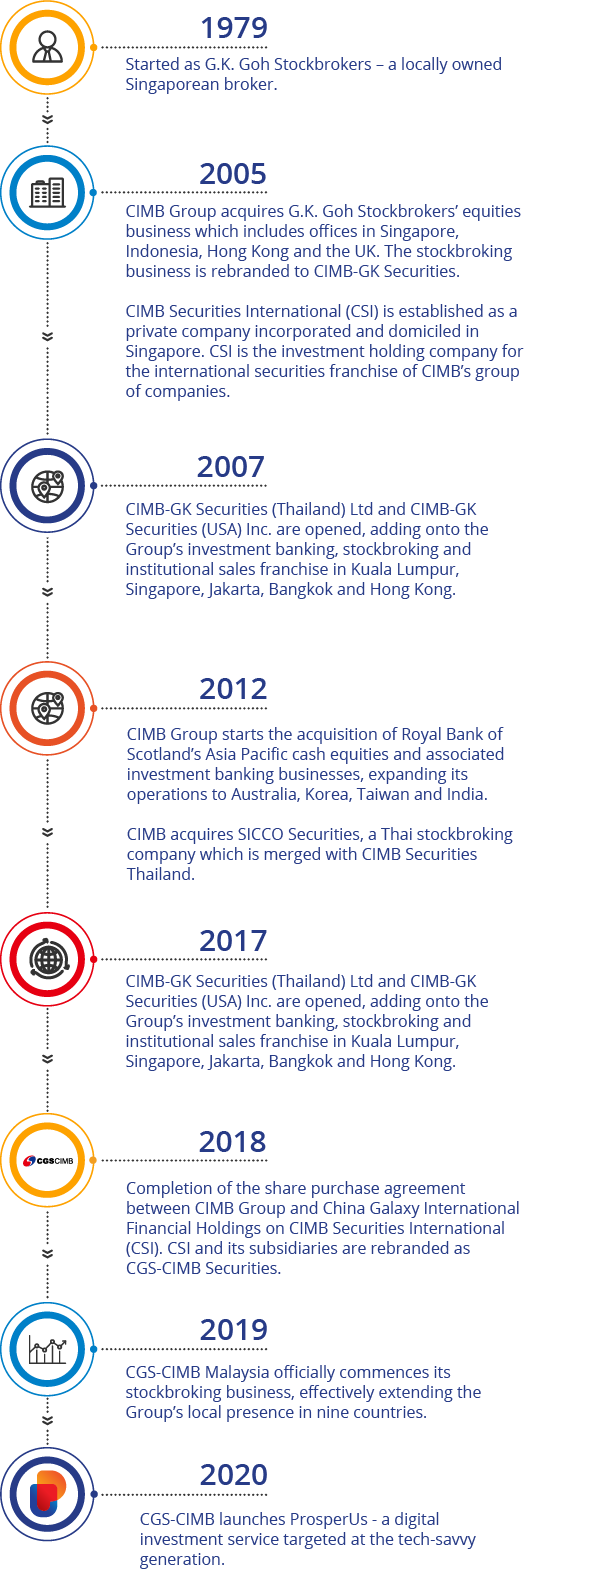 1979
Started as G.K. Goh Stockbrokers – a locally owned
Singaporean broker.
2005
CIMB Group acquires G.K. Goh Stockbrokers’ equities
business which includes offices in Singapore,
Indonesia, Hong Kong and the UK. The stockbroking
business is rebranded to CIMB-GK Securities.
CIMB Securities International (CSI) is established as a
private company incorporated and domiciled in
Singapore. CSI is the investment holding company for
the international securities franchise of CIMB’s group
of companies.
2007
CIMB-GK Securities (Thailand) Ltd and CIMB-GK
Securities (USA) Inc. are opened, adding onto the
Group’s investment banking, stockbroking and
institutional sales franchise in Kuala Lumpur,
Singapore, Jakarta, Bangkok and Hong Kong.
2012
CIMB Group starts the acquisition of Royal Bank of
Scotland’s Asia Pacific cash equities and associated
investment banking businesses, expanding its
operations to Australia, Korea, Taiwan and India.
CIMB acquires SICCO Securities, a Thai stockbroking
company which is merged with CIMB Securities
Thailand.
2017
CIMB-GK Securities (Thailand) Ltd and CIMB-GK
Securities (USA) Inc. are opened, adding onto the
Group’s investment banking, stockbroking and
institutional sales franchise in Kuala Lumpur,
Singapore, Jakarta, Bangkok and Hong Kong.
2018
CGSCIMB
Completion of the share purchase agreement
between CIMB Group and China Galaxy International
Financial Holdings on CIMB Securities International
(CSI). CSI and its subsidiaries are rebranded as
CGS-CIMB Securities.
2019
CGS-CIMB Malaysia officially commences its
stockbroking business, effectively extending the
Group’s local presence in nine countries.
2020
CGS-CIMB launches ProsperUs - a digital
investment service targeted at the tech-savvy
generation.